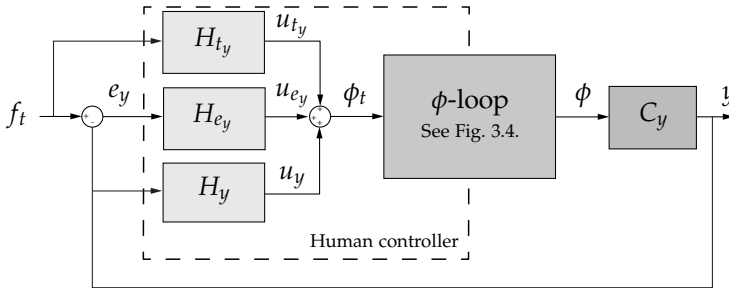 H_{t_y}
u_{t_y}
f_t
+
-
e_y
H_{e_y}
u_{e_y}
+
+
+
ϕ_t
ϕ-loop
See Fig. 3.4.
ϕ
C_y
y
H_y
u_y
Human controller